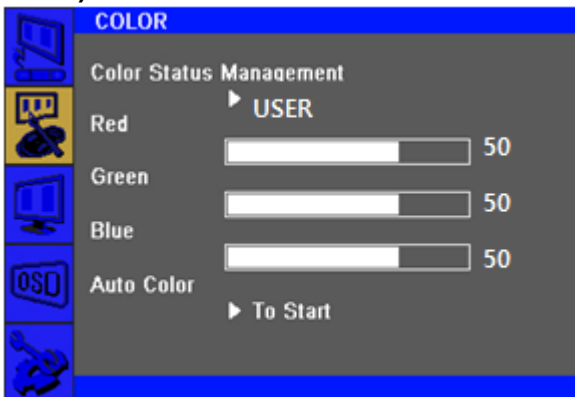 COLOR
Color Status Management
USER
Red
50
Green
50
Blue
50
OSD
Auto Color
To Start